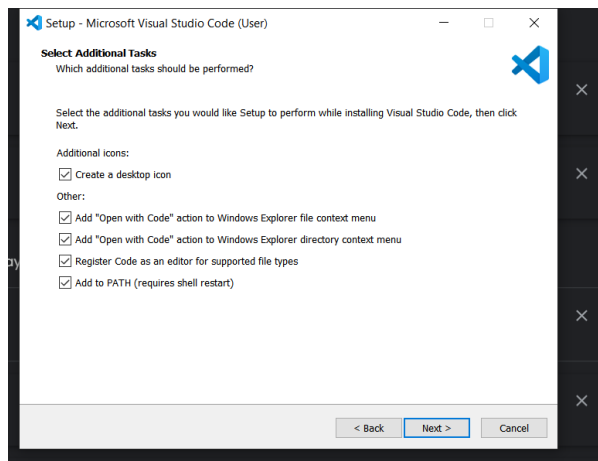 Setup - Microsoft Visual Studio Code (User)
Select Additional Tasks
Which additional tasks should be performed?
Select the additional tasks you would like Setup to perform while installing Visual Studio Code, then click
Next.
Additional icons:
Create a desktop icon
Other:
Add "Open with Code" action to Windows Explorer file context menu
Add "Open with Code" action to Windows Explorer directory context menu
Register Code as an editor for supported file types
Add to PATH (requires shell restart)
< Back
Next >
Cancel